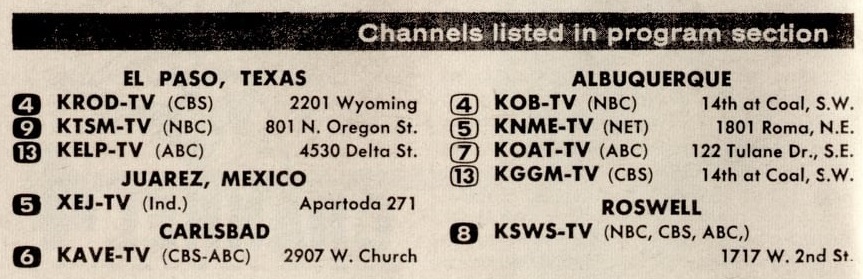 Channels listed in program section
EL PASO, TEXAS
4 KROD-TV (CBS) 2201 Wyoming
9 KTSM-TV (NBC) 801 N. Oregon St.
13 KELP-TV (ABC) 4530 Delta St.
JUAREZ, MEXICO
5 XEJ-TV (Ind.) Apartoda 271
CARLSBAD
6 KAVE-TV (CBS-ABC) 2907 W. Church
ALBUQUERQUE
4 KOB-TV (NBC) 14th at Coal, S.W.
5 KNME-TV (NET) 1801 Roma, N.E.
7 KOAT-TV (ABC) 122 Tulane Dr., S.E.
13 KGGM-TV (CBS) 14th at Coal, S.W.
ROSWELL
8 KSWS-TV (NBC, CBS, ABC,)
1717 W. 2nd St.